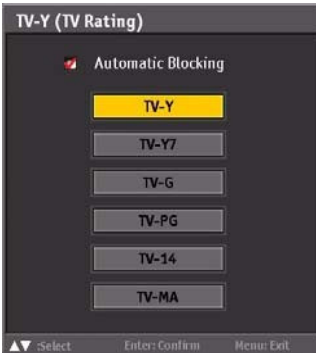 TV-Y (TV Rating)
Automatic Blocking
TV-Y
TV-Y7
TV-G
TV-PG
TV-14
TV-MA
▲▼ :Select Enter: Confirm Menu: Exit